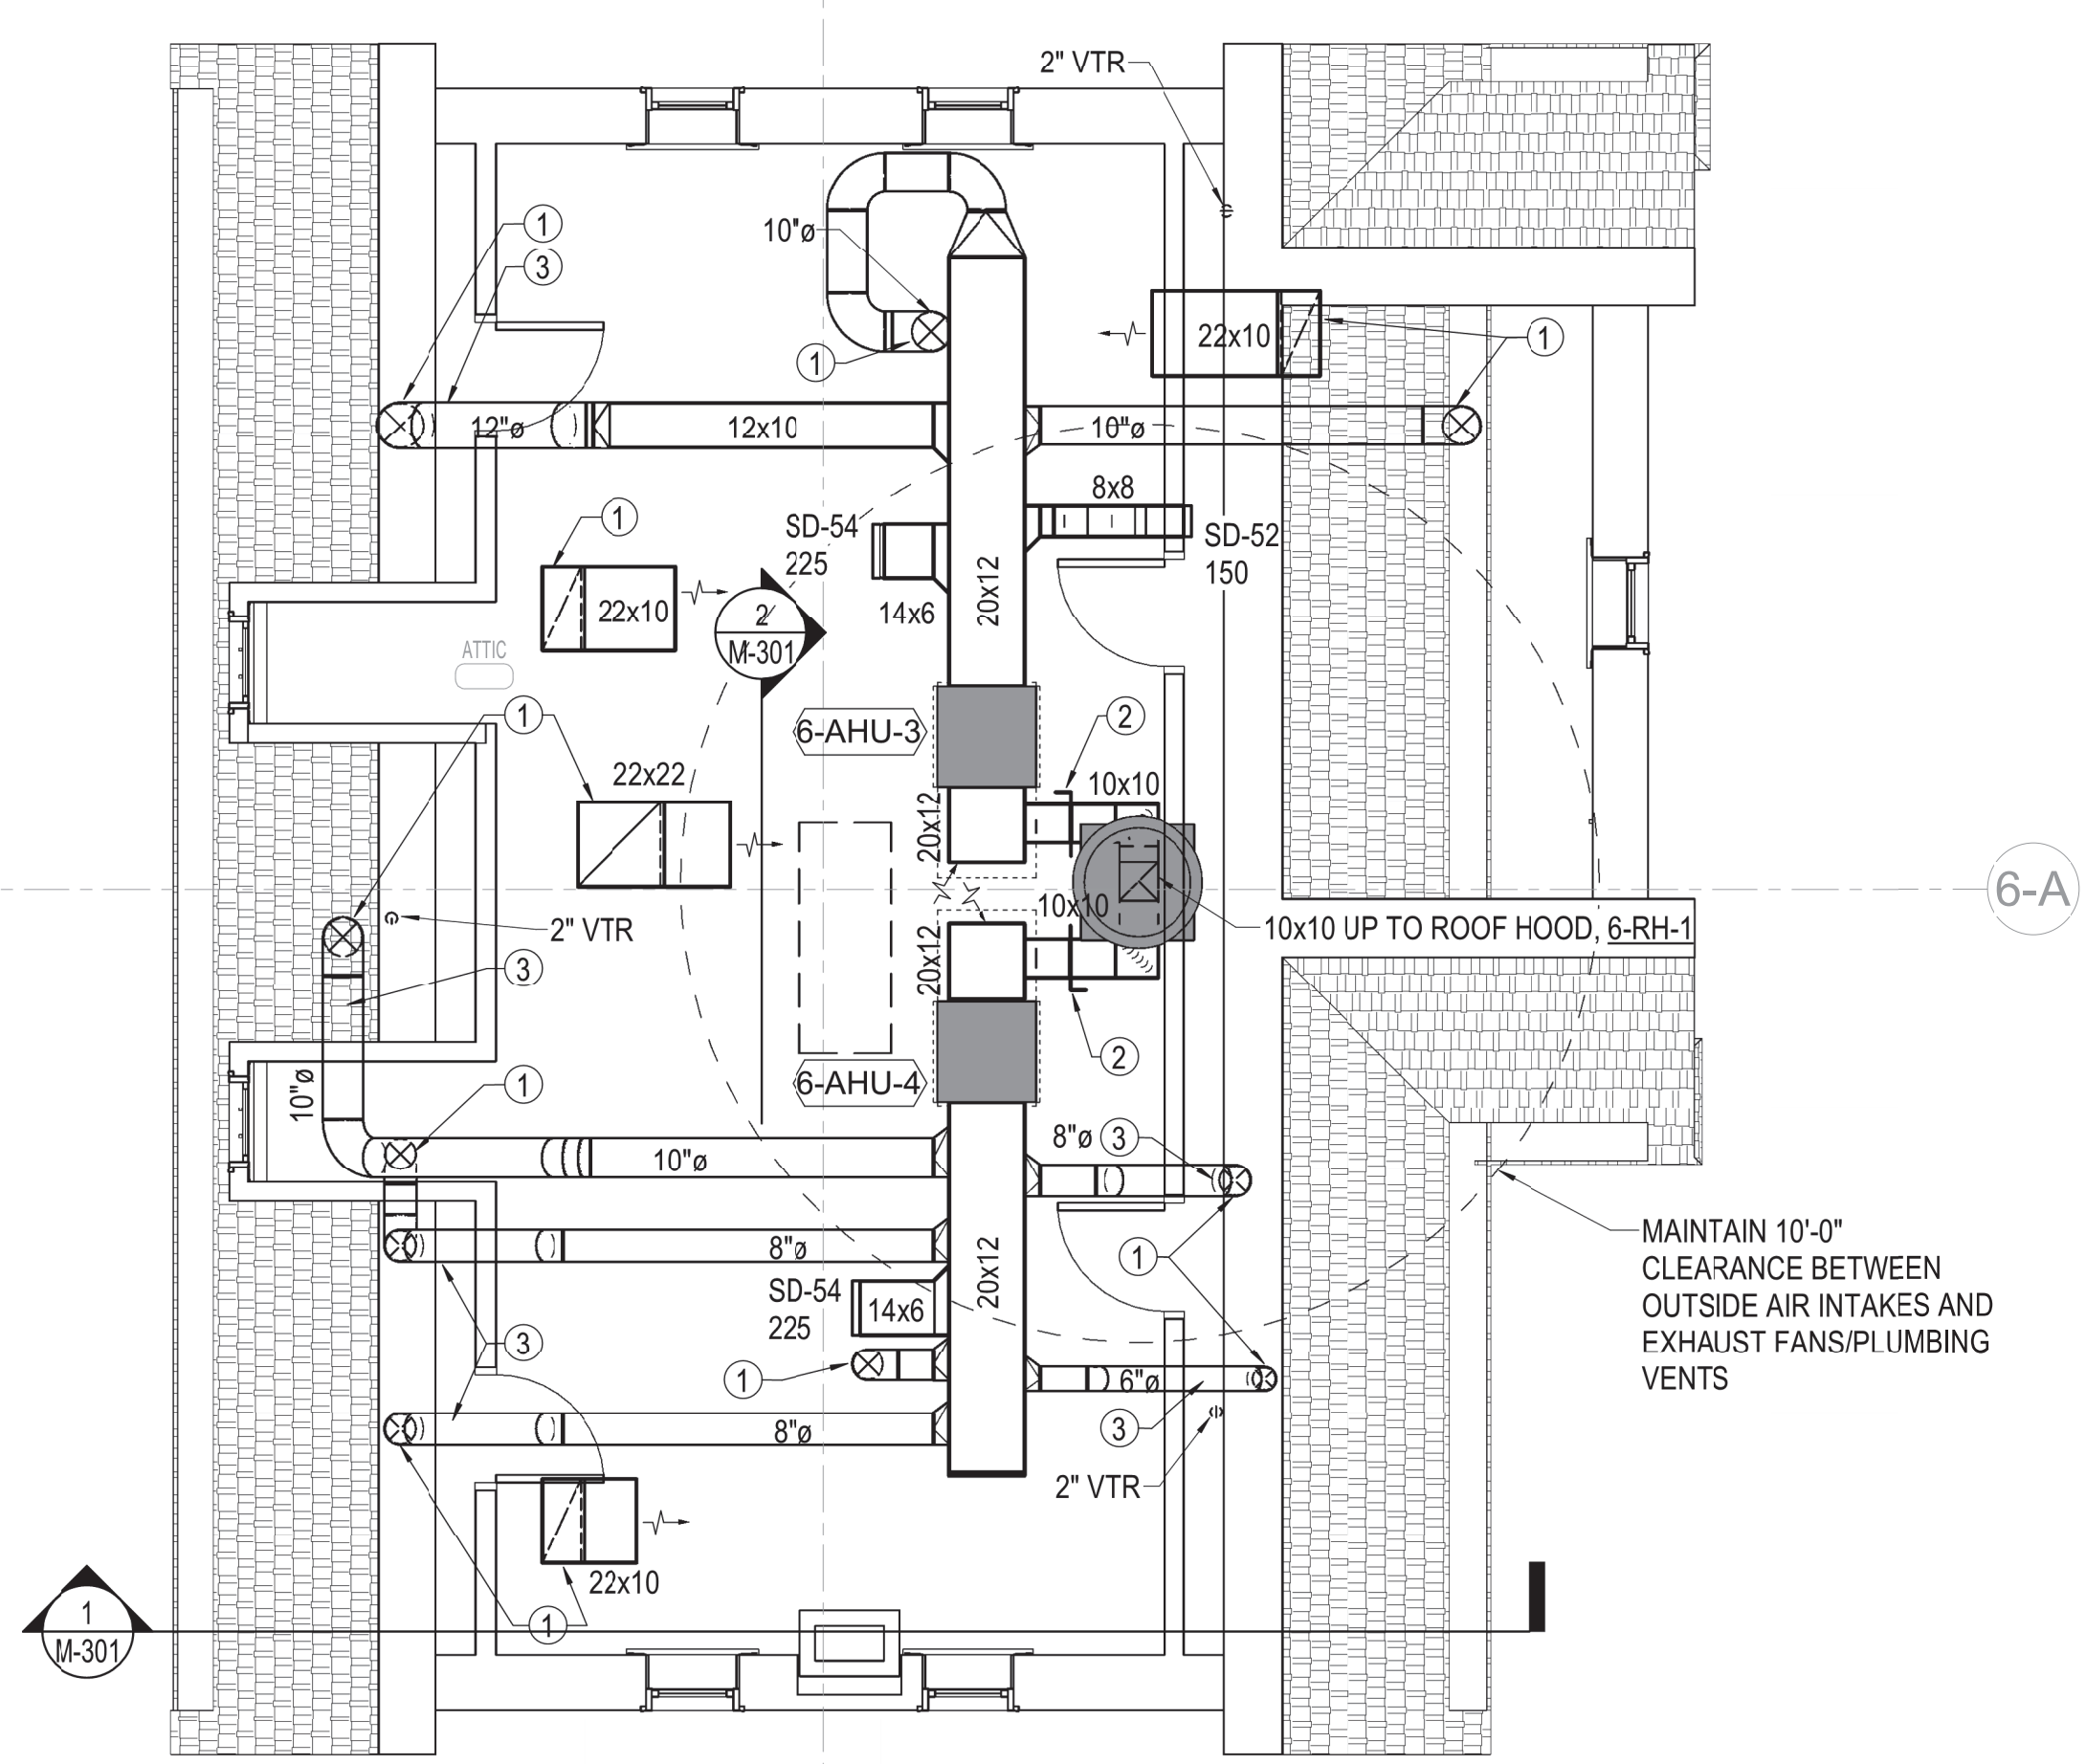 2" VTR
1
3
10"ø
1
22x10
1
12"ø
12x10
10"ø
8x8
1
SD-54
225
SD-52
150
22x10
2
M-301
14x6
20x12
ATTIC
1
6-AHU-3
2
22x22
10x10
20x12
6-A
10x10
2" VTR
10x10 UP TO ROOF HOOD, 6-RH-1
3
20x12
2
6-AHU-4
10"ø
1
8"ø
3
10"ø
MAINTAIN 10'-0"
CLEARANCE BETWEEN
OUTSIDE AIR INTAKES AND
EXHAUST FANS/PLUMBING
VENTS
8"ø
1
20x12
SD-54
225
14x6
3
1
6"ø
8"ø
3
2" VTR
22x10
1
1
M-301